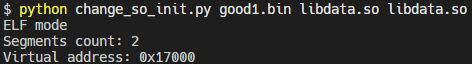 $ python change_so_init.py good1.bin libdata.so libdata.so
ELF mode
Segments count: 2
Virtual address: 0x17000